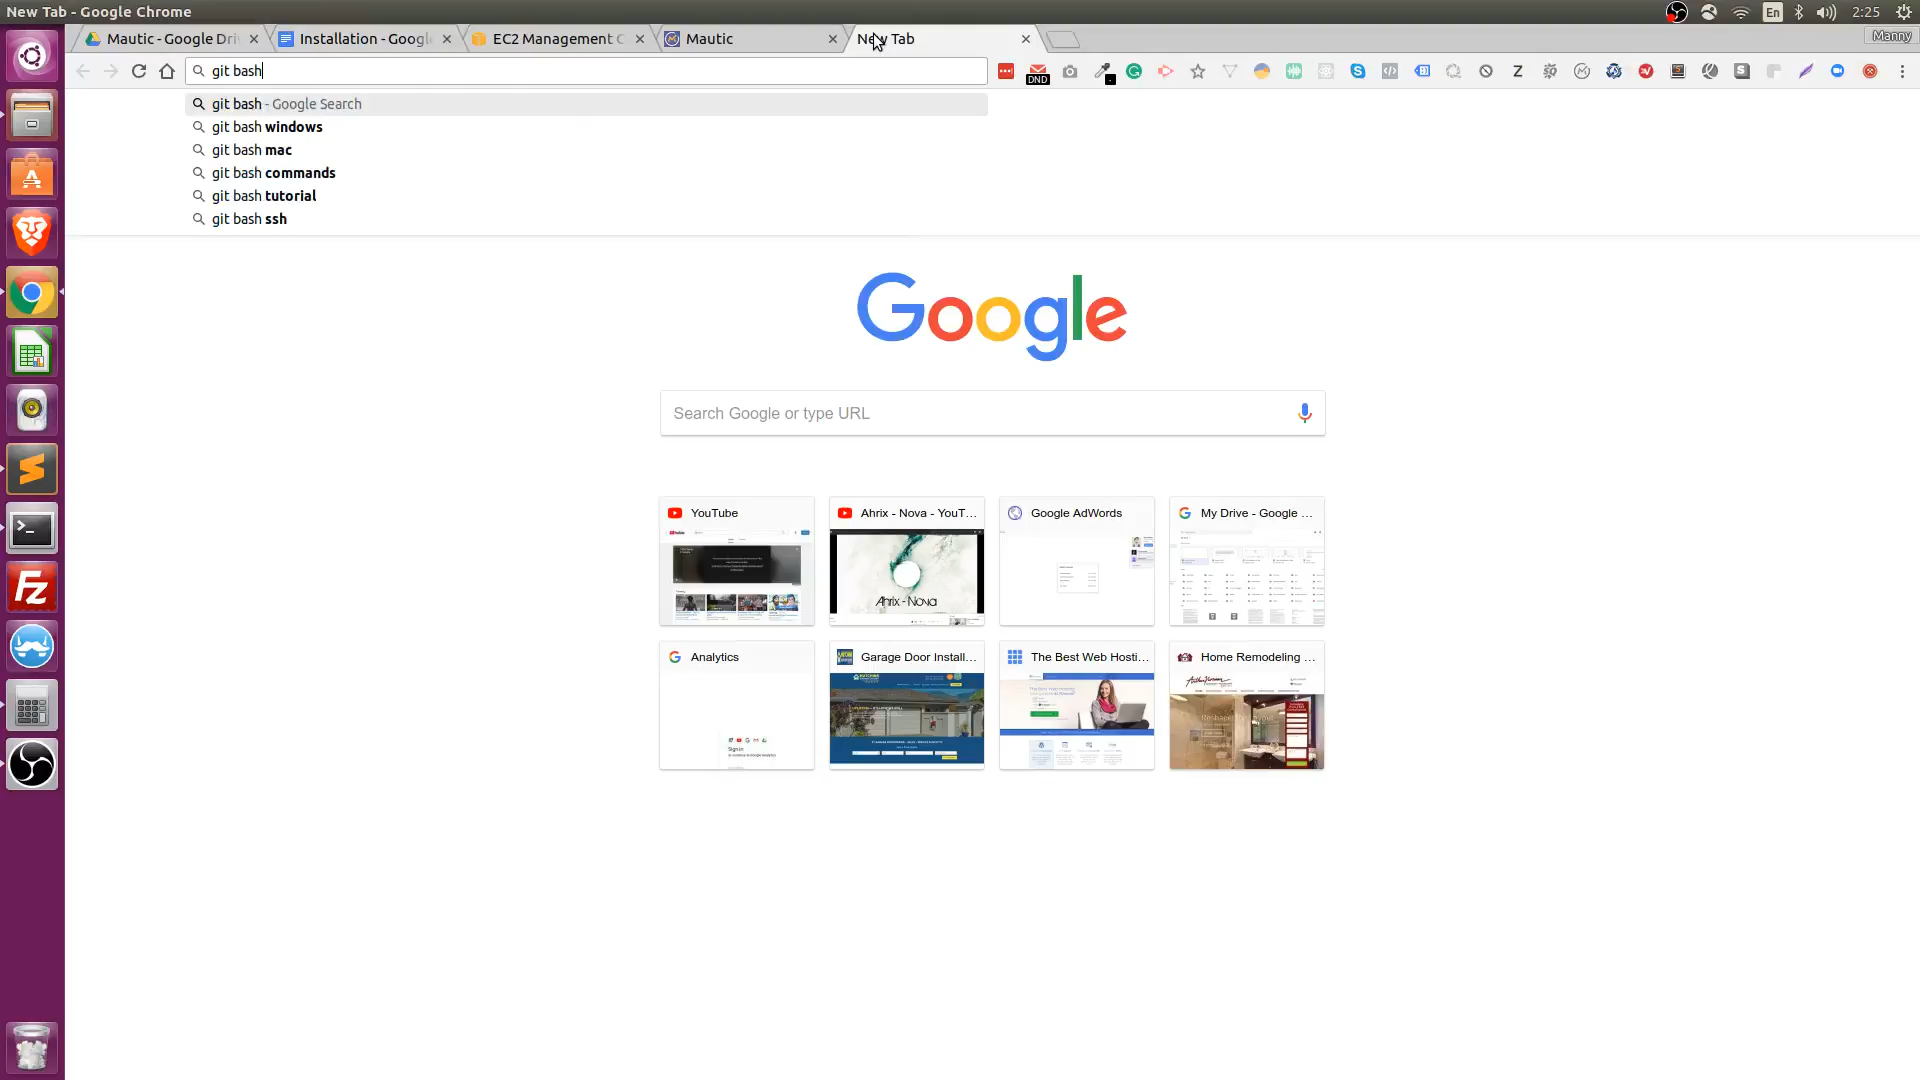 New Tab - Google Chrome
En
2:25
Mautic - Google Dri
Installation - Googl
EC2 Management C
Mautic
New Tab
Manny
git bash
DND
git bash - Google Search
git bash windows
git bash mac
git bash commands
git bash tutorial
git bash ssh
Google
Search Google or type URL
YouTube
Ahrix - Nova - YouT...
Google AdWords
My Drive - Google ...
Ahrix - Nova
Analytics
Garage Door Install...
The Best Web Hosti...
Home Remodeling ...
Sign in